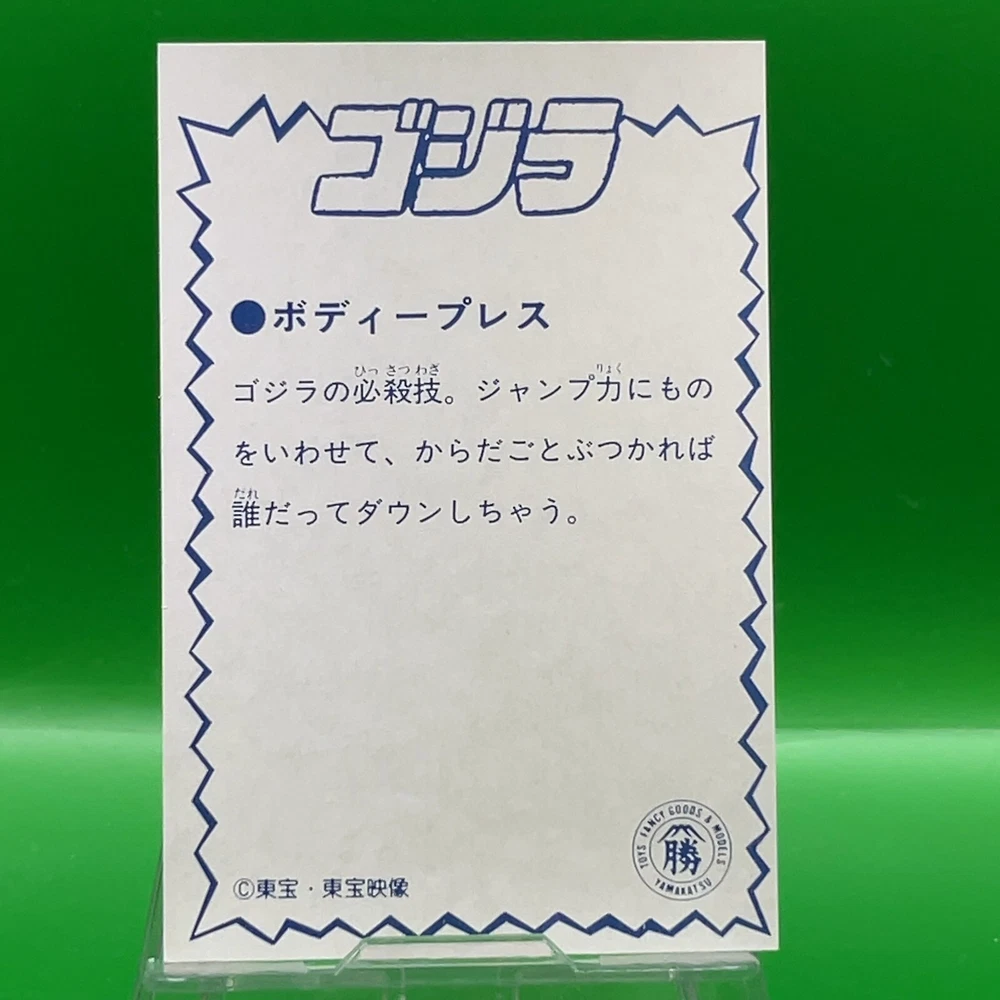 ゴジラ
●ボディープレス
ひっさつわざ りょく
ゴジラの必殺技。ジャンプ力にもの
をいわせて、からだごとぶつかれば
だれ
誰だってダウンしちゃう。
TOYS FANCY GOODS & MODELS
勝
YAMAKATSU
©東宝・東宝映像